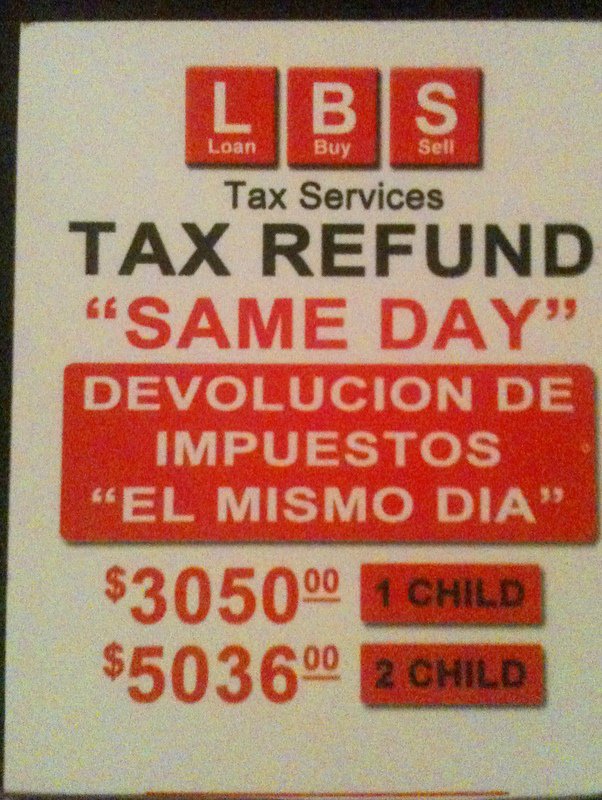 L B S
Loan Buy Sell
Tax Services
TAX REFUND
“SAME DAY”
DEVOLUCION DE
IMPUESTOS
“EL MISMO DIA”
$3050.00 1 CHILD
$5036.00 2 CHILD